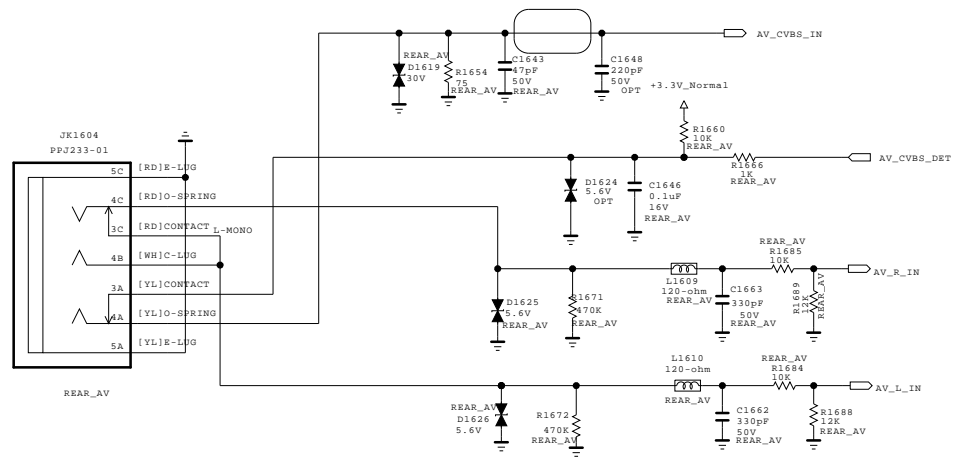 REAR_AV
D1619
30V
R1654
75
REAR_AV
C1643
47pF
50V
REAR_AV
C1648
220pF
50V
OPT
AV_CVBS_IN
+3.3V_Normal
R1660
10K
REAR_AV
R1666
1K
REAR_AV
AV_CVBS_DET
D1624
5.6V
OPT
C1646
0.1uF
16V
REAR_AV
JK1604
PPJ233-01
5C
[RD]E-LUG
4C
[RD]O-SPRING
3C
[RD]CONTACT
L-MONO
4B
[WH]C-LUG
3A
[YL]CONTACT
4A
[YL]O-SPRING
5A
[YL]E-LUG
REAR_AV
D1625
5.6V
REAR_AV
R1671
470K
REAR_AV
L1609
120-ohm
REAR_AV
C1663
330pF
50V
REAR_AV
REAR_AV
R1685
10K
R1689
12K
REAR_AV
AV_R_IN
REAR_AV
D1626
5.6V
R1672
470K
REAR_AV
L1610
120-ohm
REAR_AV
C1662
330pF
50V
REAR_AV
REAR_AV
R1684
10K
R1688
12K
REAR_AV
AV_L_IN